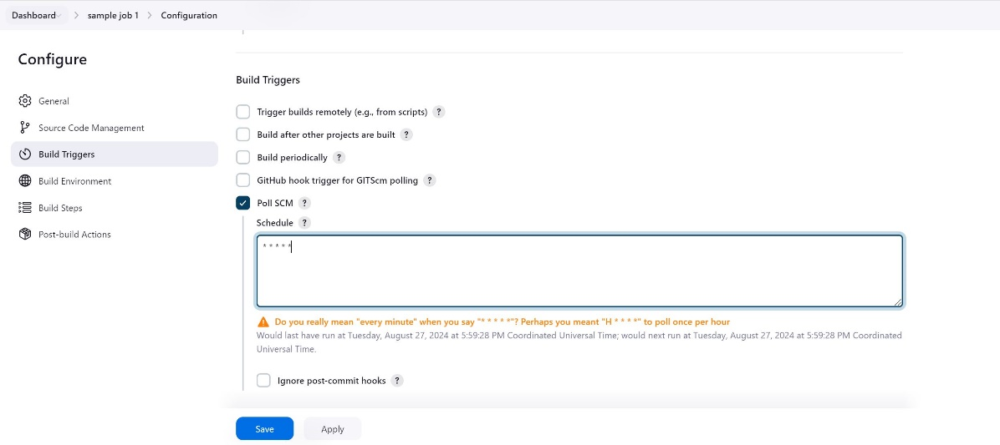 Dashboard > sample job 1 > Configuration
Configure
General
Source Code Management
Build Triggers
Build Environment
Build Steps
Post-build Actions
Build Triggers
Trigger builds remotely (e.g., from scripts) ?
Build after other projects are built ?
Build periodically ?
GitHub hook trigger for GITScm polling ?
Poll SCM ?
Schedule ?
* * * * *
Do you really mean "every minute" when you say "* * * * *"? Perhaps you meant "H * * * *" to poll once per hour
Would last have run at Tuesday, August 27, 2024 at 5:59:28 PM Coordinated Universal Time; would next run at Tuesday, August 27, 2024 at 5:59:28 PM Coordinated
Universal Time.
Ignore post-commit hooks ?
Save
Apply